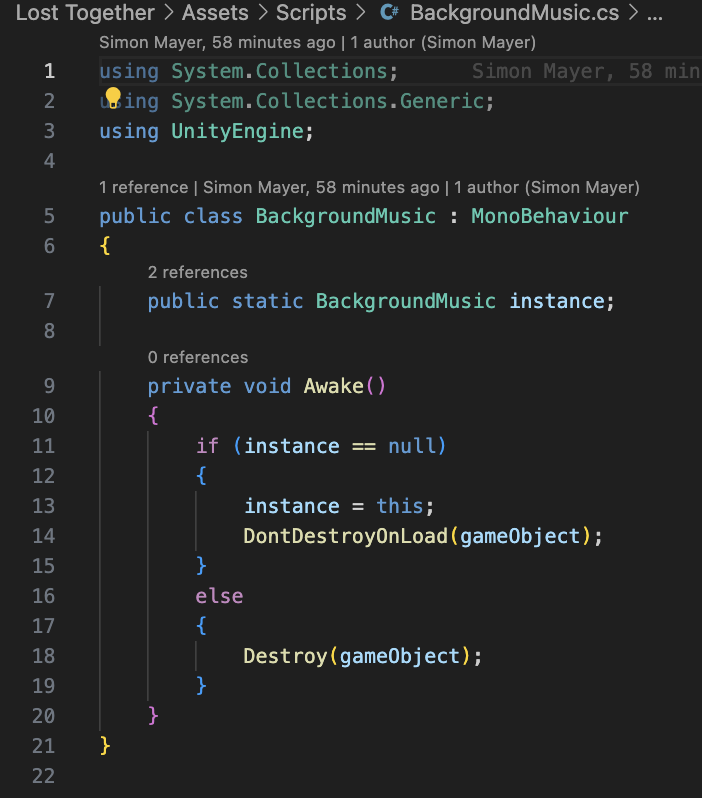 Lost Together > Assets > Scripts > C# BackgroundMusic.cs > ...
Simon Mayer, 58 minutes ago | 1 author (Simon Mayer)
1 using System.Collections; Simon Mayer, 58 min
2 using System.Collections.Generic;
3 using UnityEngine;
4
1 reference | Simon Mayer, 58 minutes ago | 1 author (Simon Mayer)
5 public class BackgroundMusic : MonoBehaviour
6 {
2 references
7 public static BackgroundMusic instance;
8
0 references
9 private void Awake()
10 {
11 if (instance == null)
12 {
13 instance = this;
14 DontDestroyOnLoad(gameObject);
15 }
16 else
17 {
18 Destroy(gameObject);
19 }
20 }
21 }
22